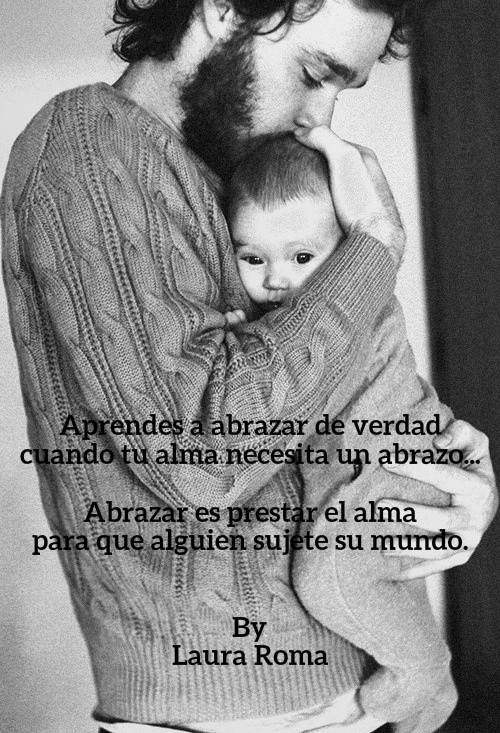 Aprendes a abrazar de verdad
cuando tu alma necesita un abrazo...
Abrazar es prestar el alma
para que alguien sujete su mundo.
By
Laura Roma